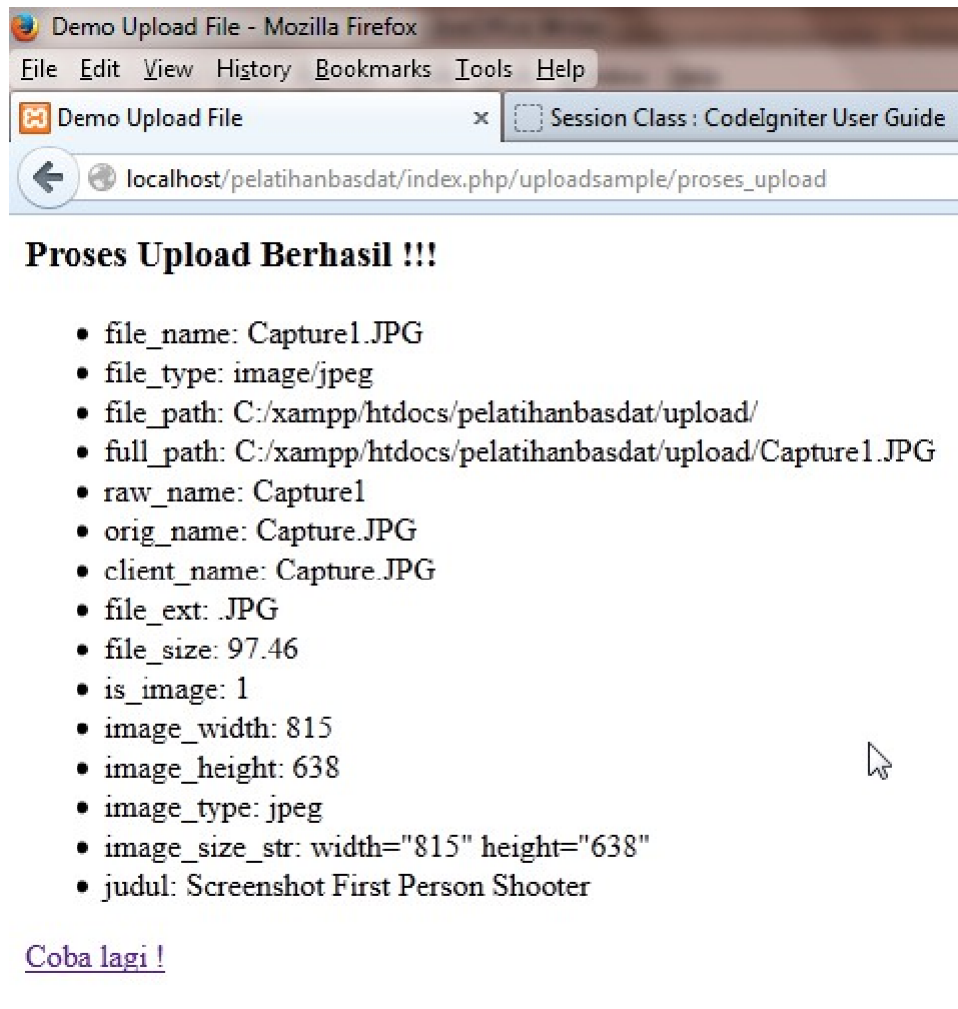 Demo Upload File - Mozilla Firefox
File Edit View History Bookmarks Tools Help
Demo Upload File × Session Class : CodeIgniter User Guide
localhost/pelatihanbasdat/index.php/uploadsample/proses_upload
Proses Upload Berhasil !!!
• file_name: Capture1.JPG
• file_type: image/jpeg
• file_path: C:/xampp/htdocs/pelatihanbasdat/upload/
• full_path: C:/xampp/htdocs/pelatihanbasdat/upload/Capture1.JPG
• raw_name: Capture1
• orig_name: Capture.JPG
• client_name: Capture.JPG
• file_ext: .JPG
• file_size: 97.46
• is_image: 1
• image_width: 815
• image_height: 638
• image_type: jpeg
• image_size_str: width="815" height="638"
• judul: Screenshot First Person Shooter
Coba lagi !